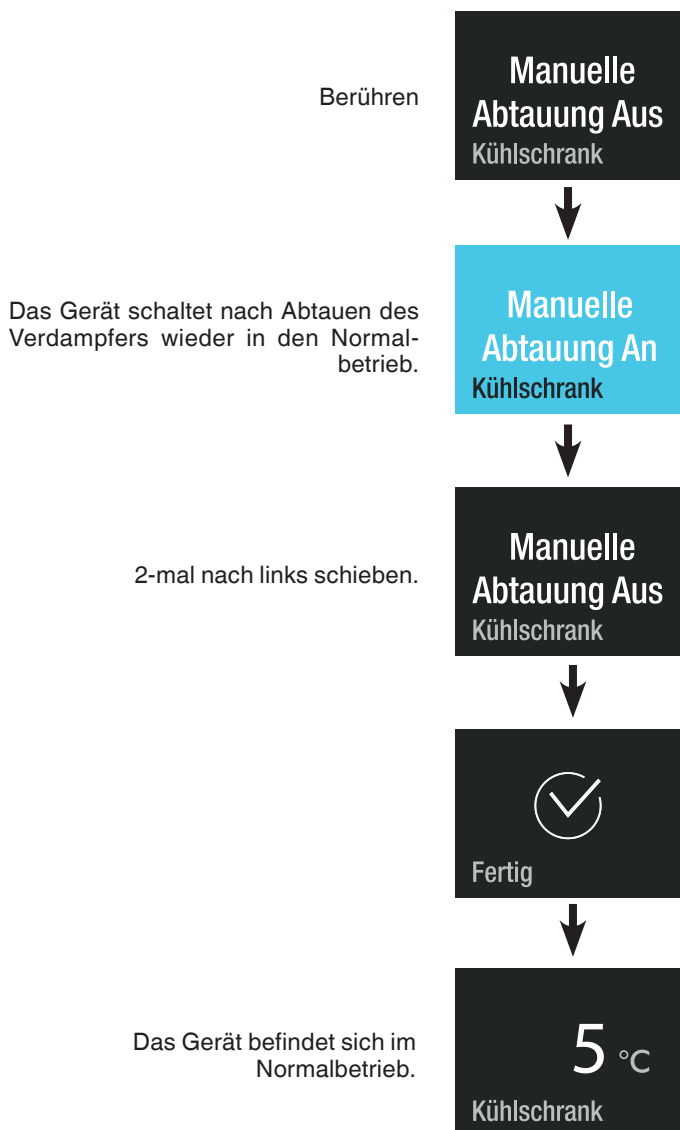 Berühren
Manuelle
Abtauung Aus
Kühlschrank
Das Gerät schaltet nach Abtauen des
Verdampfers wieder in den Normal-
betrieb.
Manuelle
Abtauung An
Kühlschrank
2-mal nach links schieben.
Manuelle
Abtauung Aus
Kühlschrank
Fertig
Das Gerät befindet sich im
Normalbetrieb.
5 °C
Kühlschrank